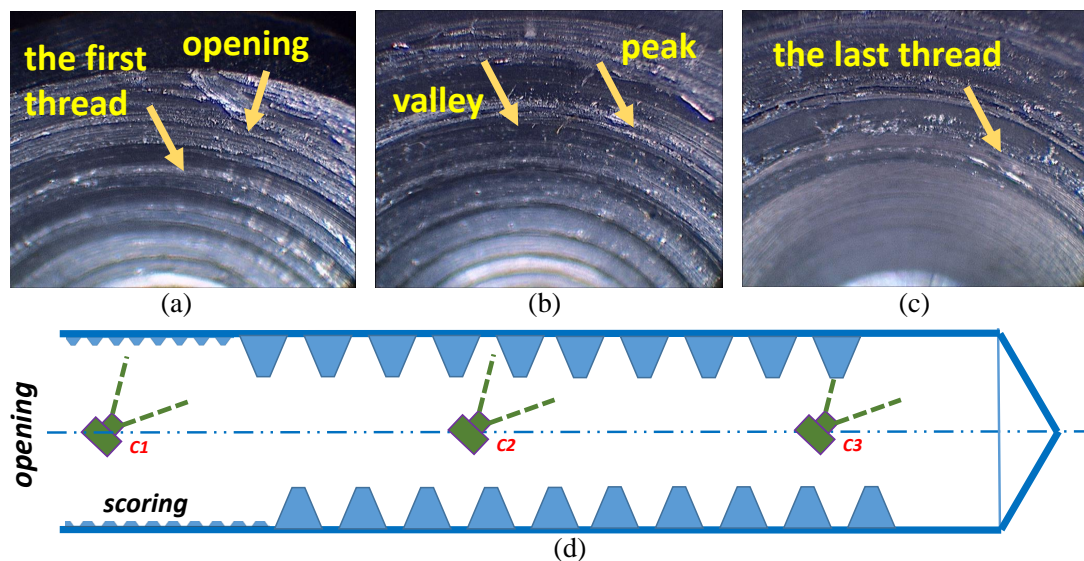 the first
thread
opening
(a)
valley
peak
(b)
the last thread
(c)
opening
C1
C2
C3
scoring
(d)